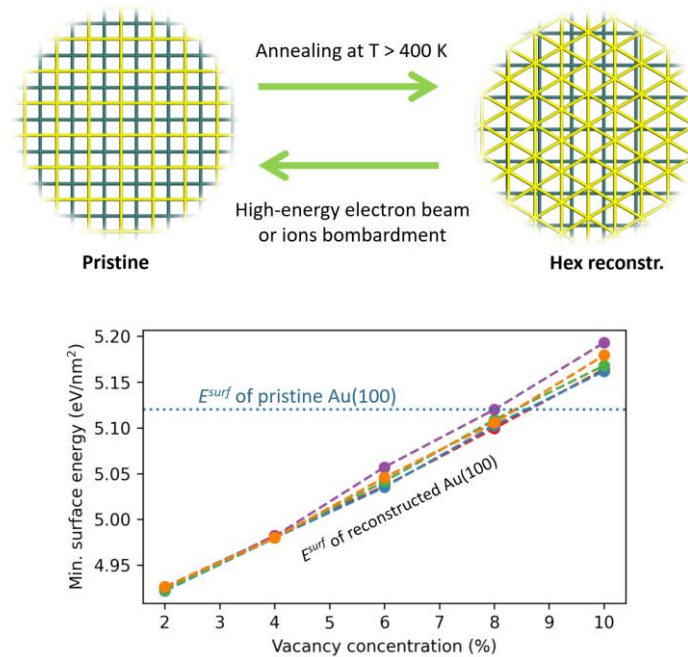 Annealing at T > 400 K
High-energy electron beam
or ions bombardment
Pristine
Hex reconstr.
5.20
5.15
5.10
5.05
5.00
4.95
Min. surface energy (eV/nm²)
E^surf of pristine Au(100)
E^surf of reconstructed Au(100)
2 3 4 5 6 7 8 9 10
Vacancy concentration (%)